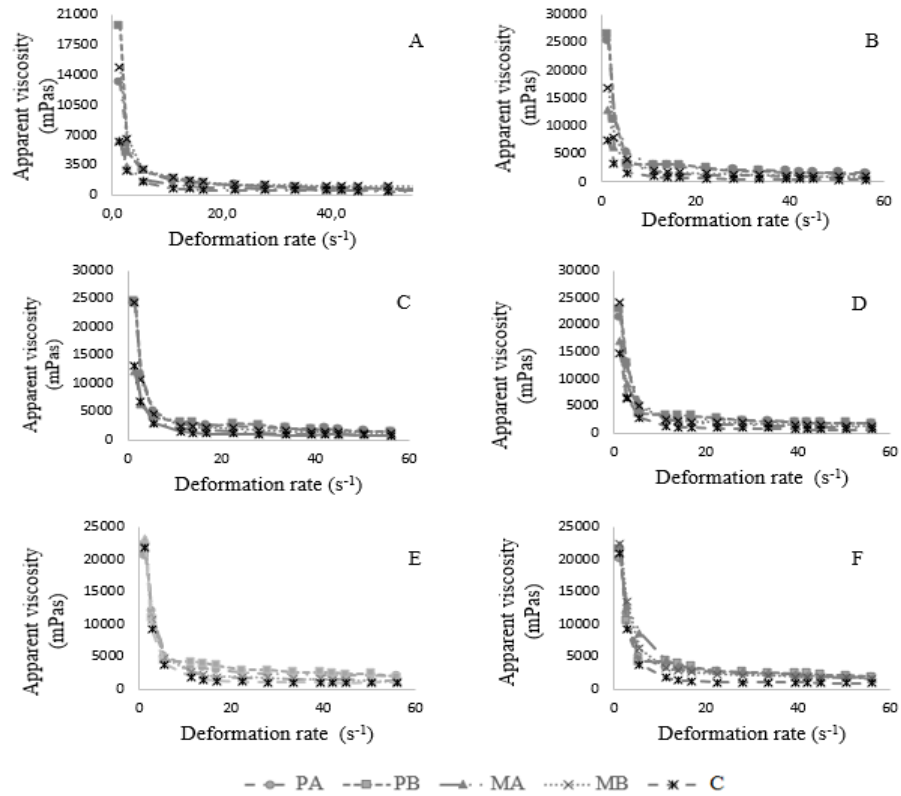 21000
17500
14000
10500
7000
3500
0
Apparent viscosity
(mPas)
A
0,0
20,0
40,0
Deformation rate (s-1)
30000
25000
20000
15000
10000
5000
0
Apparent viscosity
(mPas)
B
0
20
40
60
Deformation rate (s-1)
30000
25000
20000
15000
10000
5000
0
Apparent viscosity
(mPas)
C
0
20
40
60
Deformation rate (s-1)
30000
25000
20000
15000
10000
5000
0
Apparent viscosity
(mPas)
D
0
20
40
60
Deformation rate (s-1)
25000
20000
15000
10000
5000
0
Apparent viscosity
(mPas)
E
0
20
40
60
Deformation rate (s-1)
25000
20000
15000
10000
5000
0
Apparent viscosity
(mPas)
F
0
20
40
60
Deformation rate (s-1)
PA PB MA MB C